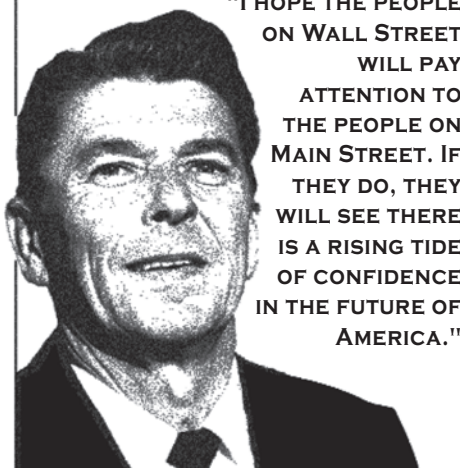 "I HOPE THE PEOPLE
ON WALL STREET
WILL PAY
ATTENTION TO
THE PEOPLE ON
MAIN STREET. IF
THEY DO, THEY
WILL SEE THERE
IS A RISING TIDE
OF CONFIDENCE
IN THE FUTURE OF
AMERICA."